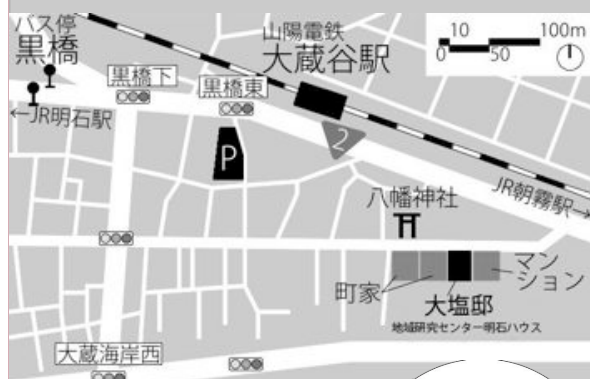 バス停
黒橋
山陽電鉄
大蔵谷駅
10 100m
0 50
黒橋下
黒橋東
←JR明石駅
2
P
JR朝霧駅→
八幡神社
町家
マンション
大塩邸
地域研究センター明石ハウス
大蔵海岸西